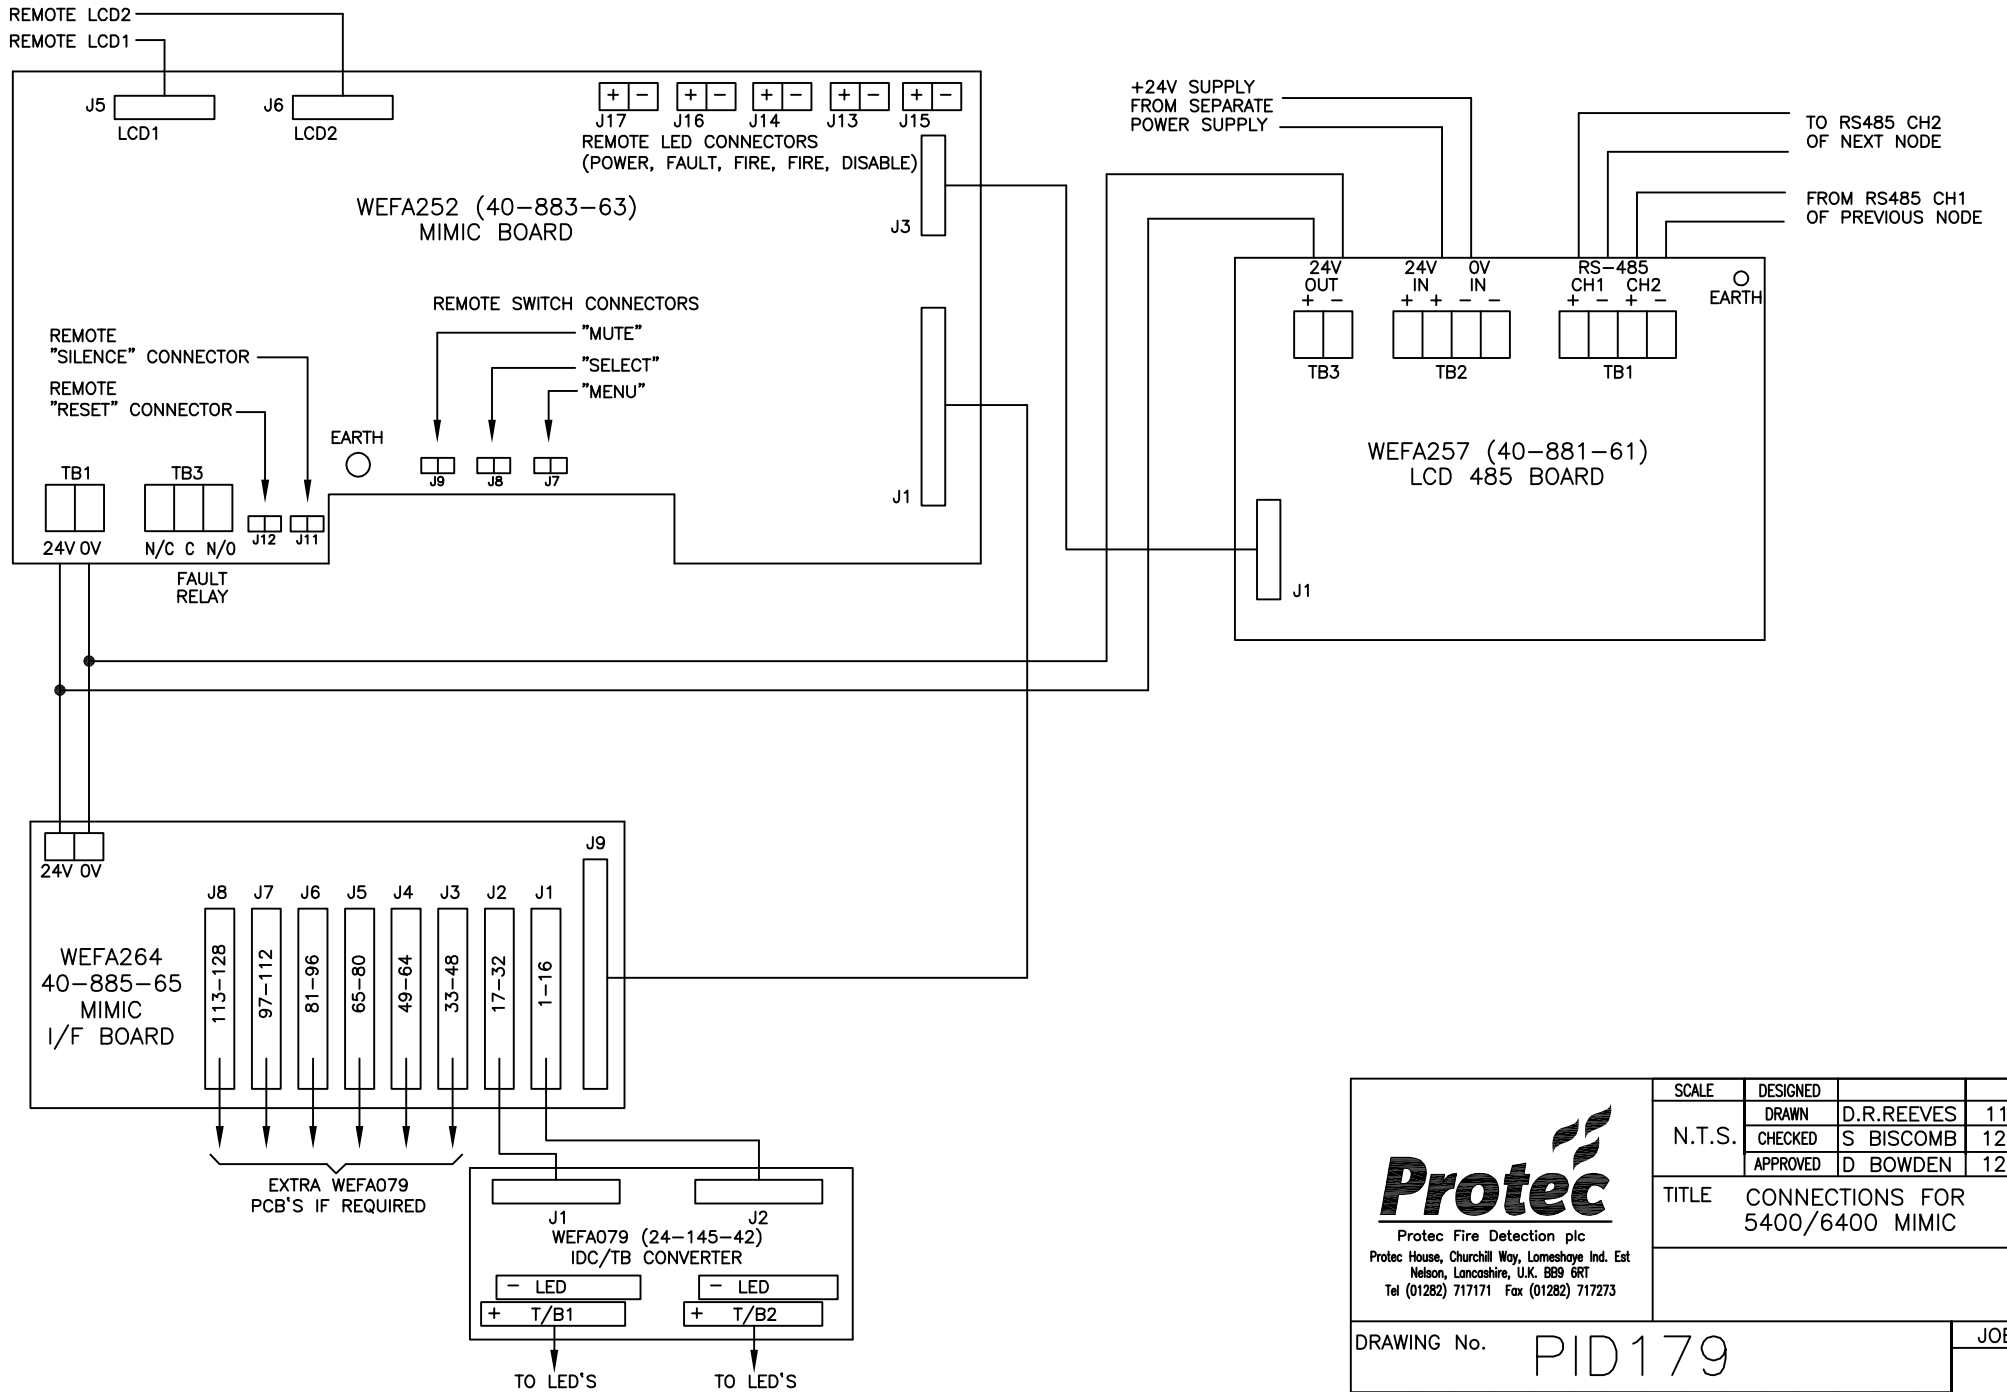 REMOTE LCD2
REMOTE LCD1
J5
LCD1
J6
LCD2
+ - + - + - + - + -
J17 J16 J14 J13 J15
REMOTE LED CONNECTORS
(POWER, FAULT, FIRE, FIRE, DISABLE)
WEFA252 (40-883-63)
MIMIC BOARD
J3
REMOTE SWITCH CONNECTORS
"MUTE"
"SELECT"
"MENU"
REMOTE
"SILENCE" CONNECTOR
REMOTE
"RESET" CONNECTOR
EARTH
J9 J8 J7
J1
TB1
TB3
J12 J11
24V 0V
N/C C N/O
FAULT
RELAY
+24V SUPPLY
FROM SEPARATE
POWER SUPPLY
TO RS485 CH2
OF NEXT NODE
FROM RS485 CH1
OF PREVIOUS NODE
24V
OUT
+ -
24V
IN
+ +
0V
IN
- -
RS-485
CH1 CH2
+ - + -
EARTH
TB3
TB2
TB1
WEFA257 (40-881-61)
LCD 485 BOARD
J1
24V 0V
J9
J8 J7 J6 J5 J4 J3 J2 J1
113-128
97-112
81-96
65-80
49-64
33-48
17-32
1-16
WEFA264
40-885-65
MIMIC
I/F BOARD
EXTRA WEFA079
PCB'S IF REQUIRED
J1
J2
WEFA079 (24-145-42)
IDC/TB CONVERTER
- LED
+ T/B1
- LED
+ T/B2
TO LED'S
TO LED'S
Protec
Protec Fire Detection plc
Protec House, Churchill Way, Lomeshaye Ind. Est
Nelson, Lancashire, U.K. BB9 6RT
Tel (01282) 717171 Fax (01282) 717273
SCALE
N.T.S.
DESIGNED
DRAWN D.R.REEVES 11
CHECKED S BISCOMB 12
APPROVED D BOWDEN 12
TITLE CONNECTIONS FOR
5400/6400 MIMIC
DRAWING No. PID179